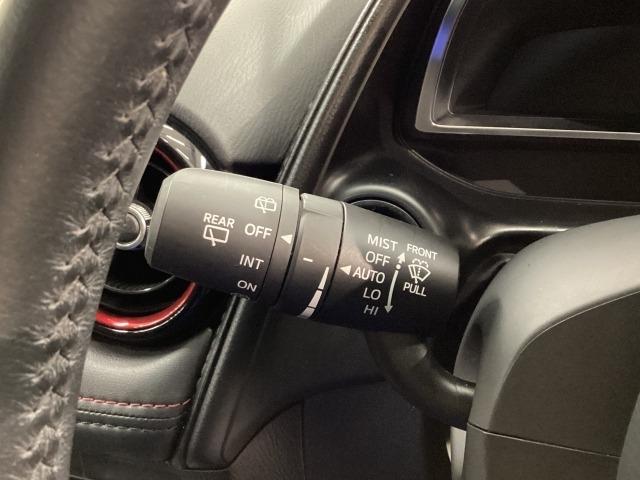 REAR
OFF
INT
ON
MIST
OFF
AUTO
LO
HI
FRONT
PULL